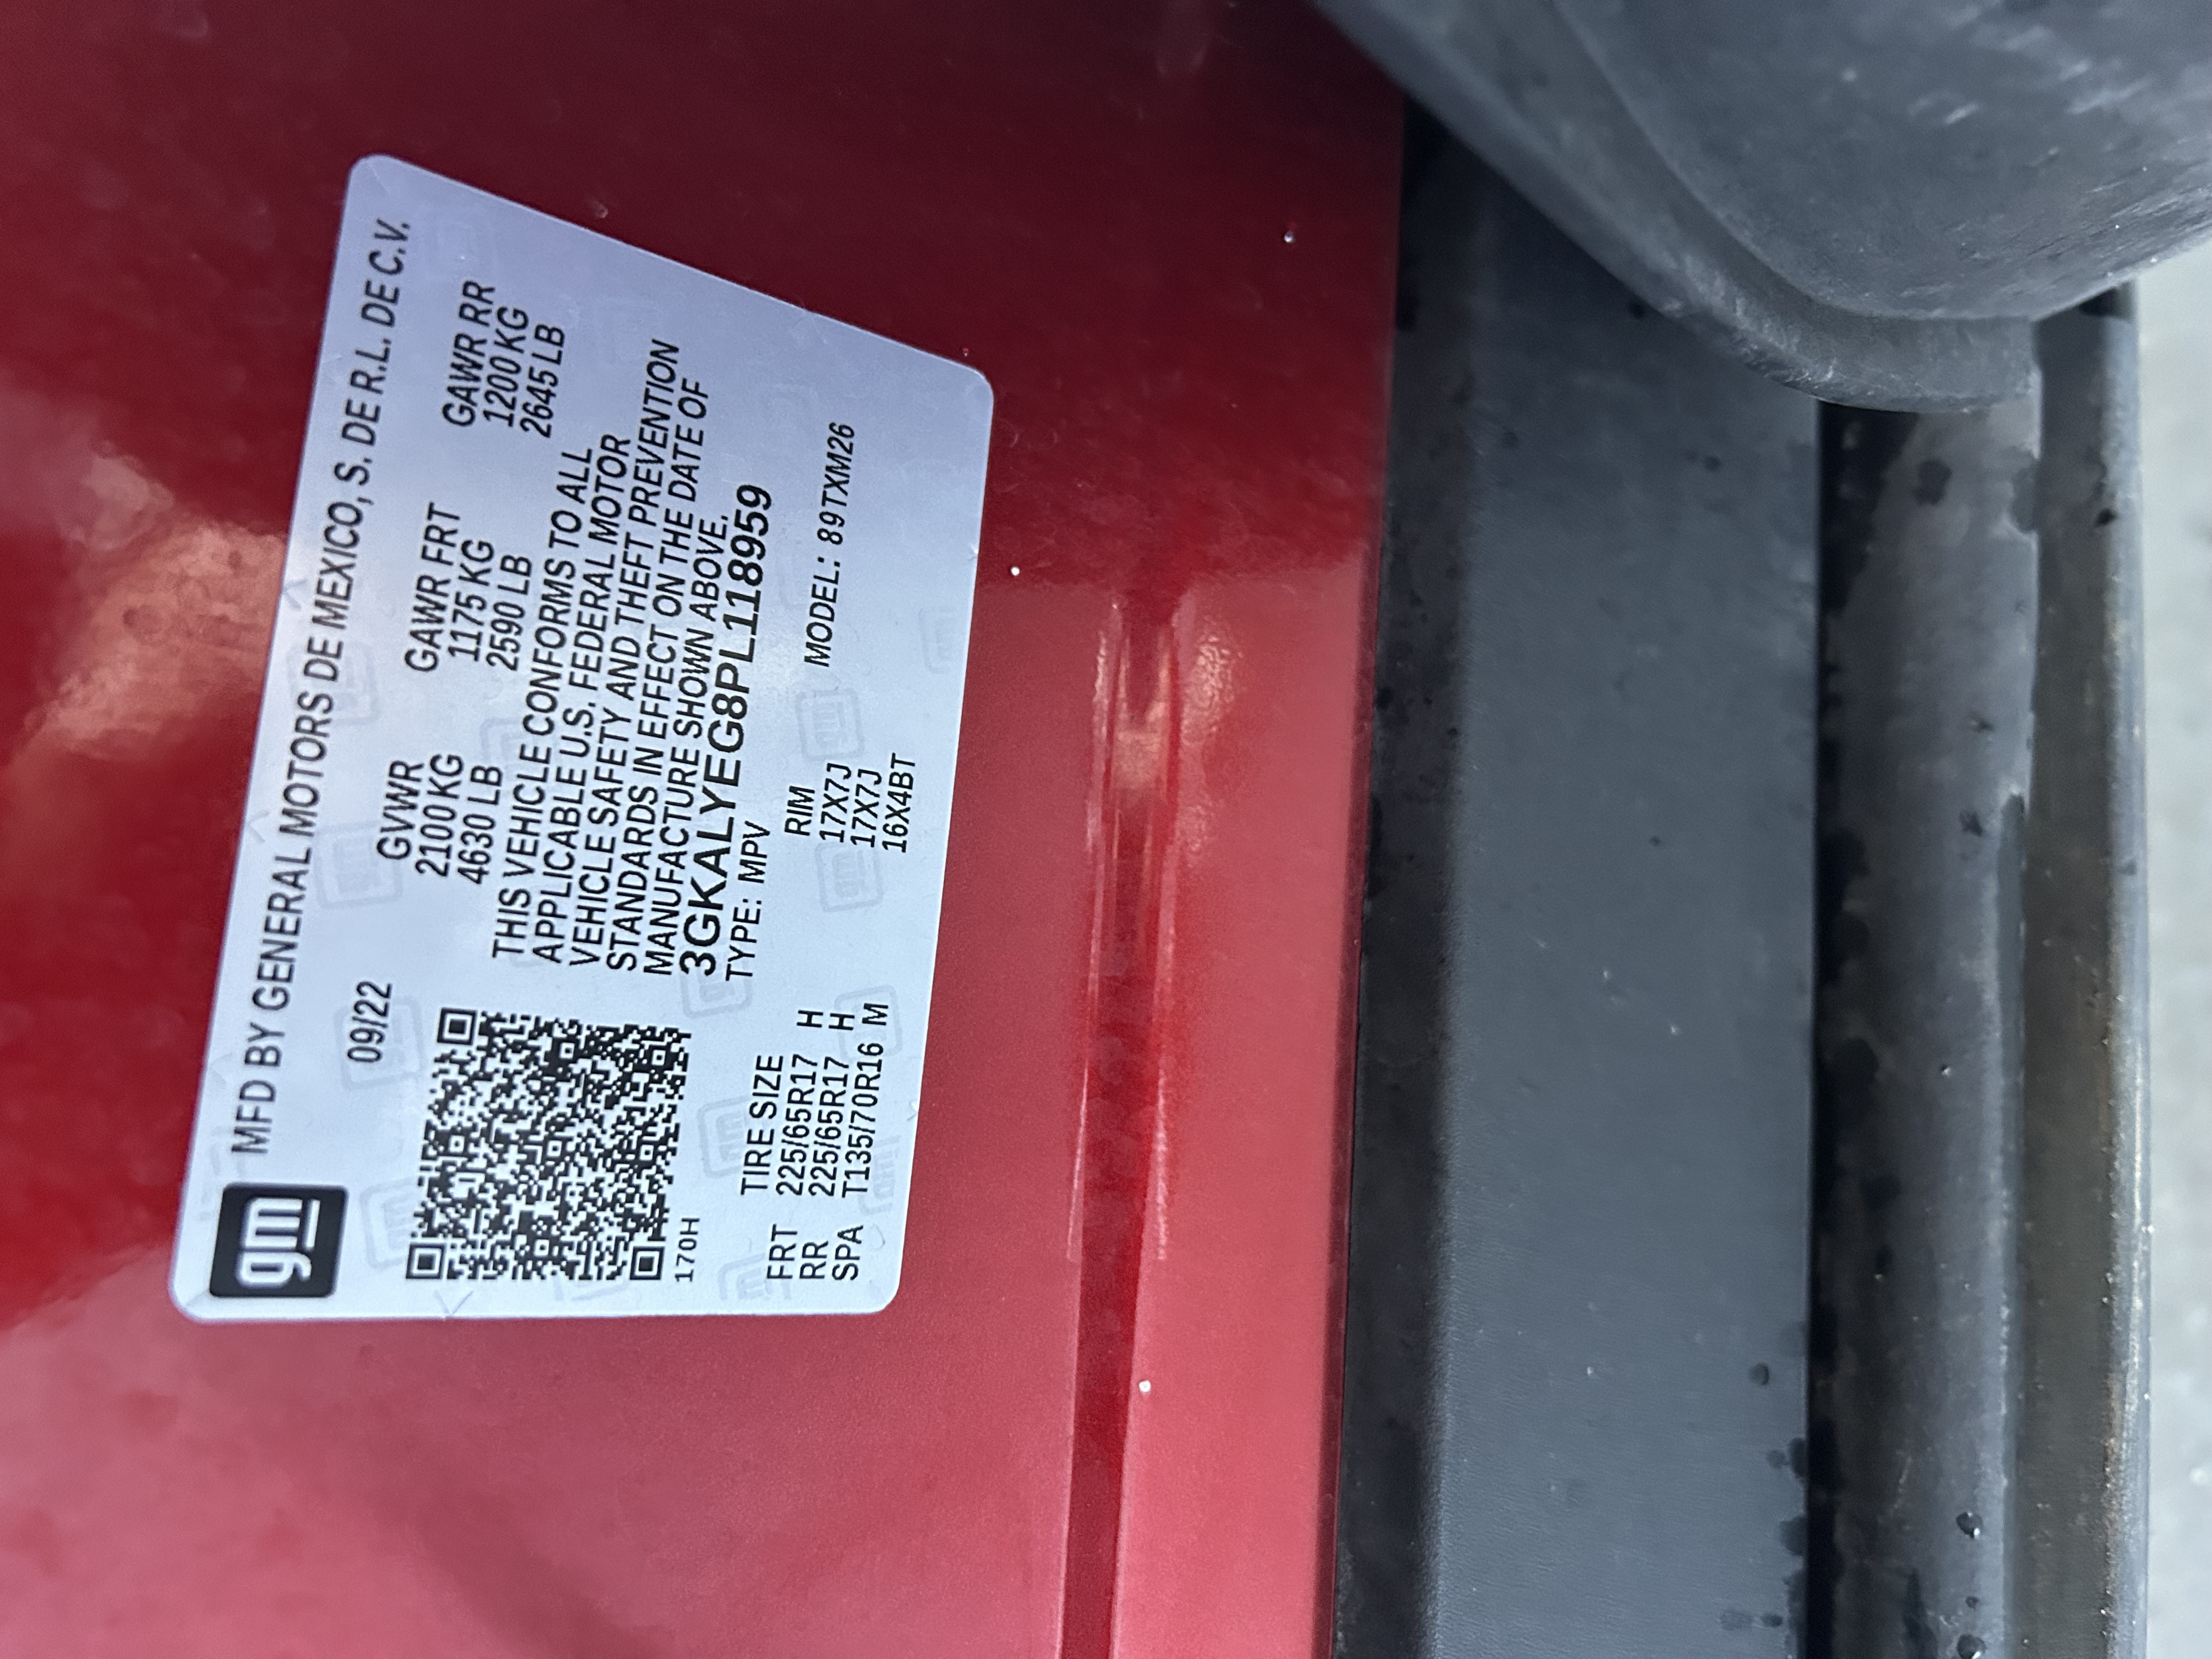 gm MFD BY GENERAL MOTORS DE MEXICO, S. DE R.L. DE C.V.
09/22
GVWR GAWR FRT GAWR RR
2100 KG 1175 KG 1200 KG
4630 LB 2590 LB 2645 LB
THIS VEHICLE CONFORMS TO ALL
APPLICABLE U.S. FEDERAL MOTOR
VEHICLE SAFETY AND THEFT PREVENTION
STANDARDS IN EFFECT ON THE DATE OF
MANUFACTURE SHOWN ABOVE.
3GKALYEG8PL118959
170H TYPE: MPV
TIRE SIZE RIM MODEL: 89TXM26
FRT 225/65R17 H 17X7J
RR 225/65R17 H 17X7J
SPA T135/70R16 M 16X4BT